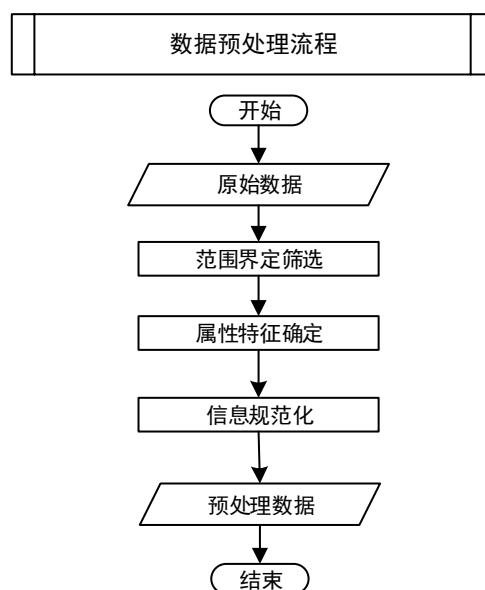 数据预处理流程
开始
原始数据
范围界定筛选
属性特征确定
信息规范化
预处理数据
结束